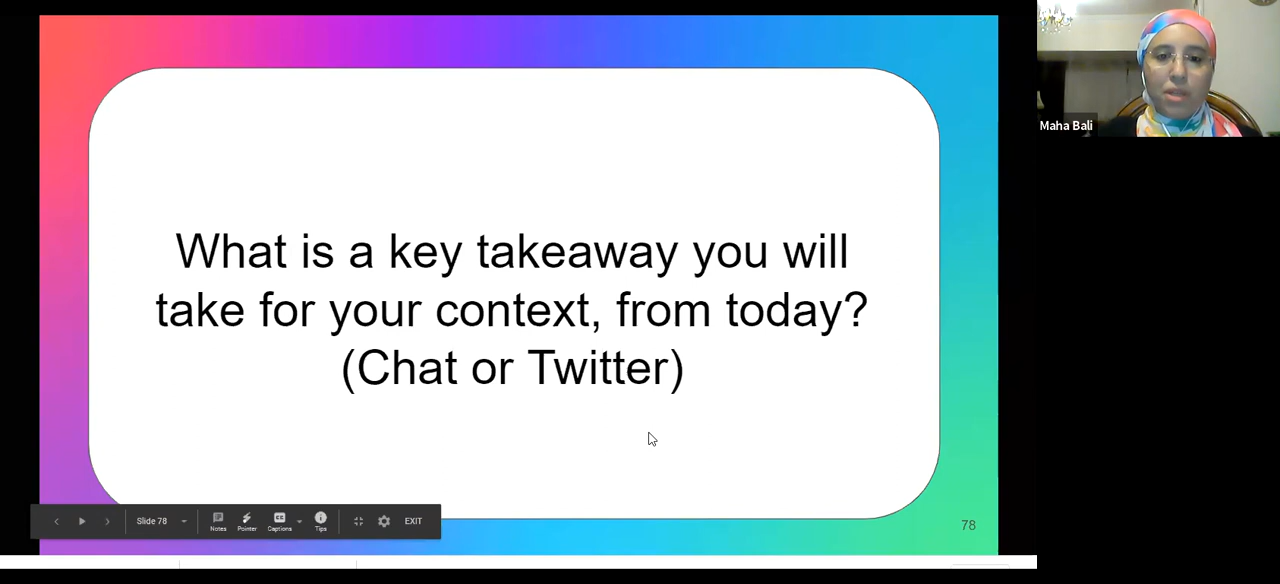 What is a key takeaway you will
take for your context, from today?
(Chat or Twitter)
Maha Bali
Slide 78
Notes
Pointer
CC
Captions
Tips
EXIT
78